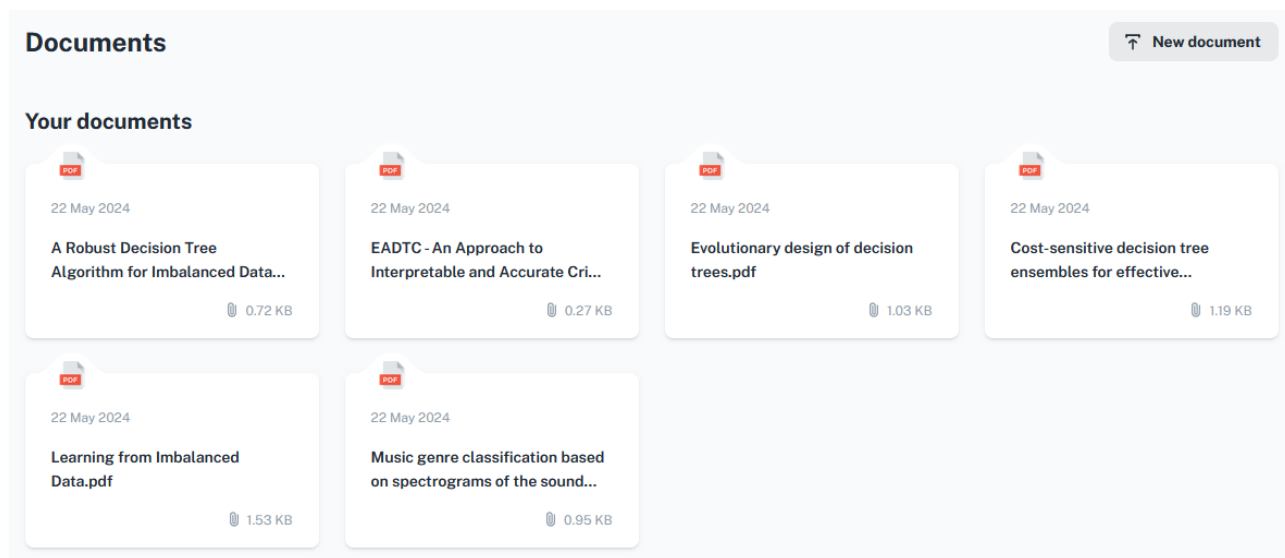 Documents
New document
Your documents
PDF
22 May 2024
A Robust Decision Tree
Algorithm for Imbalanced Data...
0.72 KB
PDF
22 May 2024
EADTC - An Approach to
Interpretable and Accurate Cri...
0.27 KB
PDF
22 May 2024
Evolutionary design of decision
trees.pdf
1.03 KB
PDF
22 May 2024
Cost-sensitive decision tree
ensembles for effective...
1.19 KB
PDF
22 May 2024
Learning from Imbalanced
Data.pdf
1.53 KB
PDF
22 May 2024
Music genre classification based
on spectrograms of the sound...
0.95 KB